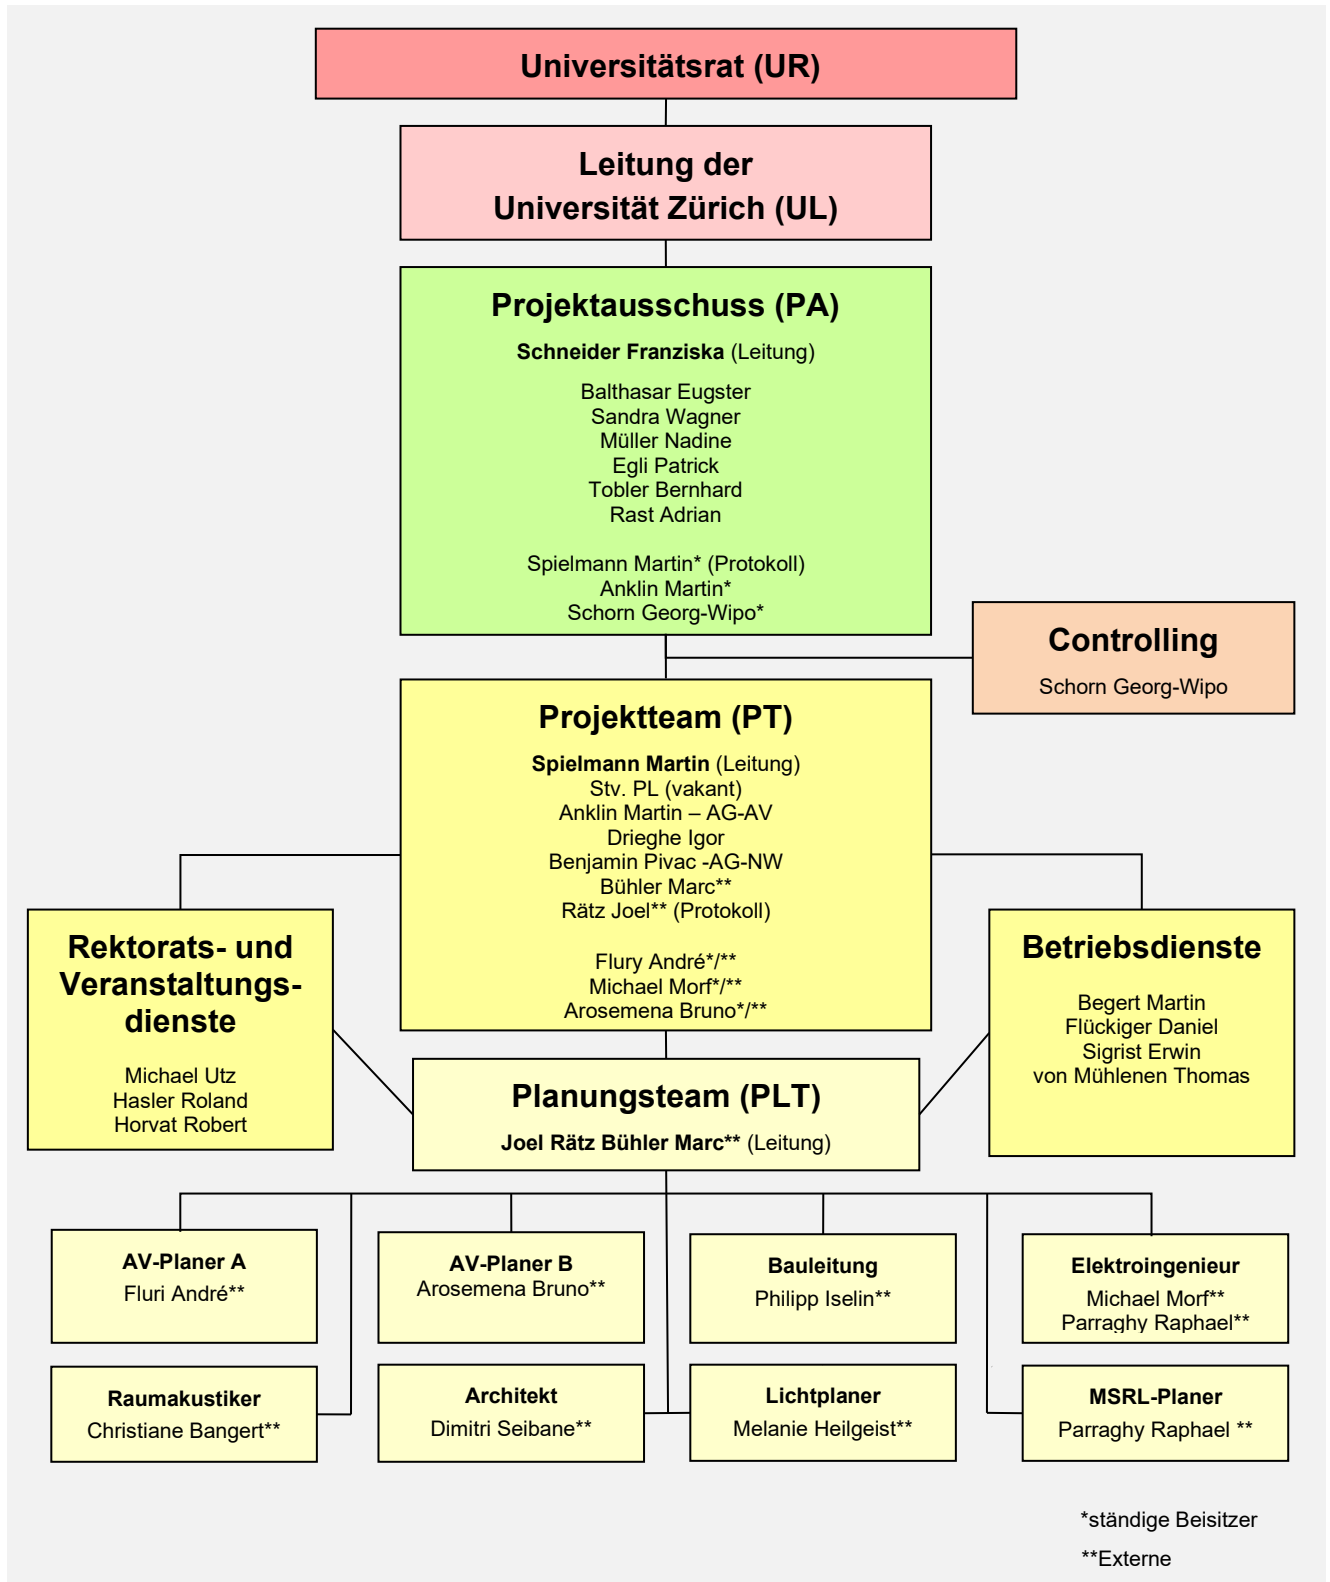 Universitätsrat (UR)
Leitung der
Universität Zürich (UL)
Projektausschuss (PA)
Schneider Franziska (Leitung)
Balthasar Eugster
Sandra Wagner
Müller Nadine
Egli Patrick
Tobler Bernhard
Rast Adrian
Spielmann Martin* (Protokoll)
Anklin Martin*
Schorn Georg-Wipo*
Controlling
Schorn Georg-Wipo
Projektteam (PT)
Spielmann Martin (Leitung)
Stv. PL (vakant)
Anklin Martin – AG-AV
Drieghe Igor
Benjamin Pivac -AG-NW
Bühler Marc**
Rätz Joel** (Protokoll)
Flury André*/**
Michael Morf*/**
Arosemena Bruno*/**
Rektorats- und
Veranstaltungs-
dienste
Michael Utz
Hasler Roland
Horvat Robert
Betriebsdienste
Begert Martin
Flückiger Daniel
Sigrist Erwin
von Mühlenen Thomas
Planungsteam (PLT)
Joel Rätz Bühler Marc** (Leitung)
AV-Planer A
Fluri André**
AV-Planer B
Arosemena Bruno**
Bauleitung
Philipp Iselin**
Elektroingenieur
Michael Morf**
Parraghy Raphael**
Raumakustiker
Christiane Bangert**
Architekt
Dimitri Seibane**
Lichtplaner
Melanie Heilgeist**
MSRL-Planer
Parraghy Raphael **
*ständige Beisitzer
**Externe